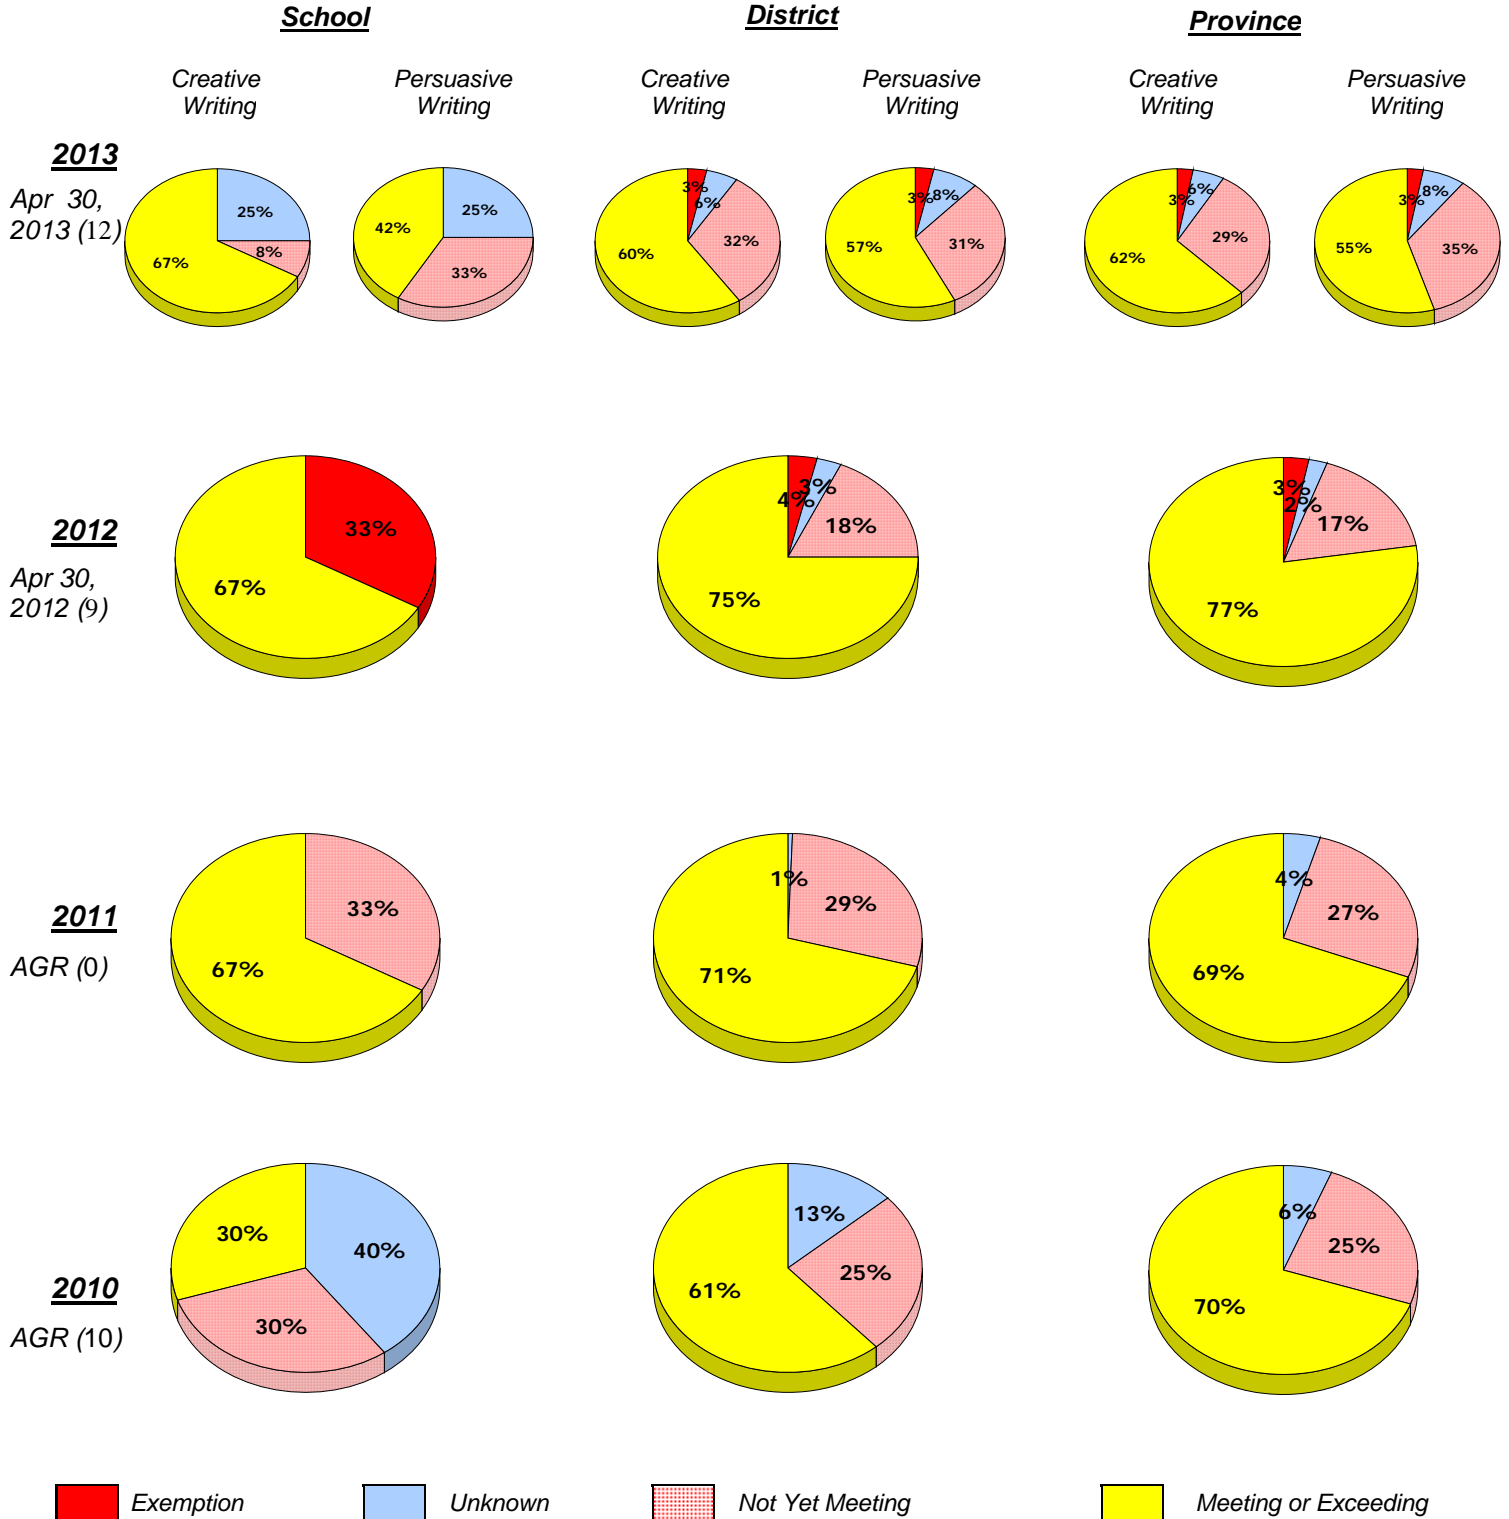 School
District
Province
Creative
Writing
Persuasive
Writing
Creative
Writing
Persuasive
Writing
Creative
Writing
Persuasive
Writing
2013
Apr 30,
2013 (12)
25%
8%
67%
25%
33%
42%
3%
6%
32%
60%
3%
8%
31%
57%
3%
6%
29%
62%
3%
8%
35%
55%
2012
Apr 30,
2012 (9)
33%
67%
4%
3%
18%
75%
3%
2%
17%
77%
2011
AGR (0)
33%
67%
1%
29%
71%
4%
27%
69%
2010
AGR (10)
40%
30%
30%
13%
25%
61%
6%
25%
70%
Exemption
Unknown
Not Yet Meeting
Meeting or Exceeding